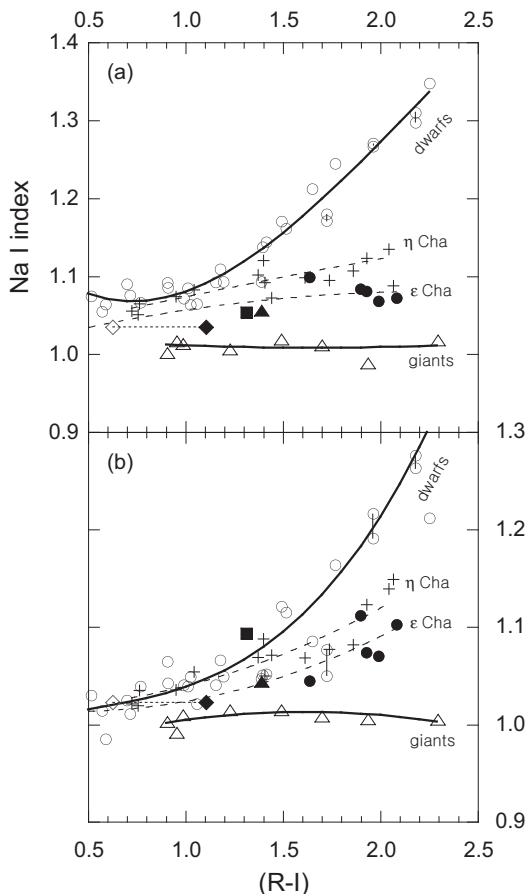 0.5 1.0 1.5 2.0 2.5
1.4
(a)
dwarfs
1.3
1.2
η Cha
1.1
ε Cha
1.0
giants
0.9
Na I index
1.3
(b)
dwarfs
1.2
η Cha
1.1
ε Cha
1.0
giants
0.9
0.5 1.0 1.5 2.0 2.5
(R-I)